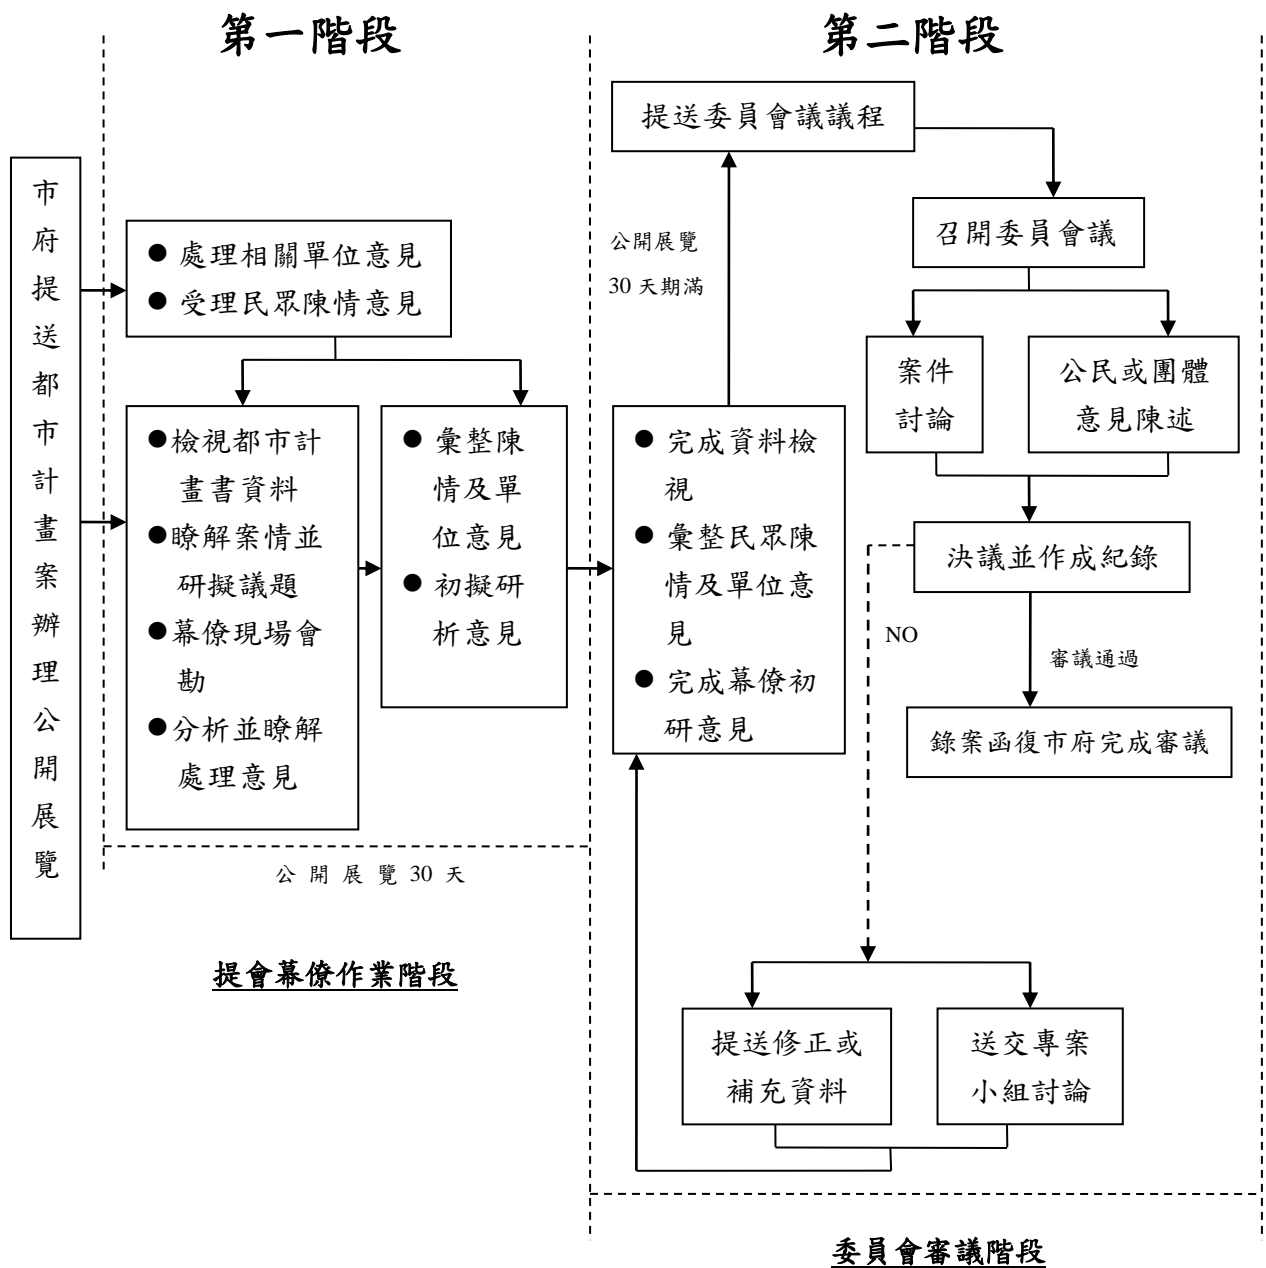 第一階段
第二階段
市府提送都市計畫案辦理公開展覽
● 處理相關單位意見
● 受理民眾陳情意見
●檢視都市計
畫書資料
●瞭解案情並
研擬議題
●幕僚現場會
勘
●分析並瞭解
處理意見
● 彙整陳
情及單
位意見
● 初擬研
析意見
公開展覽 30 天
提會幕僚作業階段
提送委員會議議程
公開展覽
30 天期滿
● 完成資料檢
視
● 彙整民眾陳
情及單位意
見
● 完成幕僚初
研意見
召開委員會議
案件
討論
公民或團體
意見陳述
決議並作成紀錄
NO
審議通過
錄案函復市府完成審議
提送修正或
補充資料
送交專案
小組討論
委員會審議階段